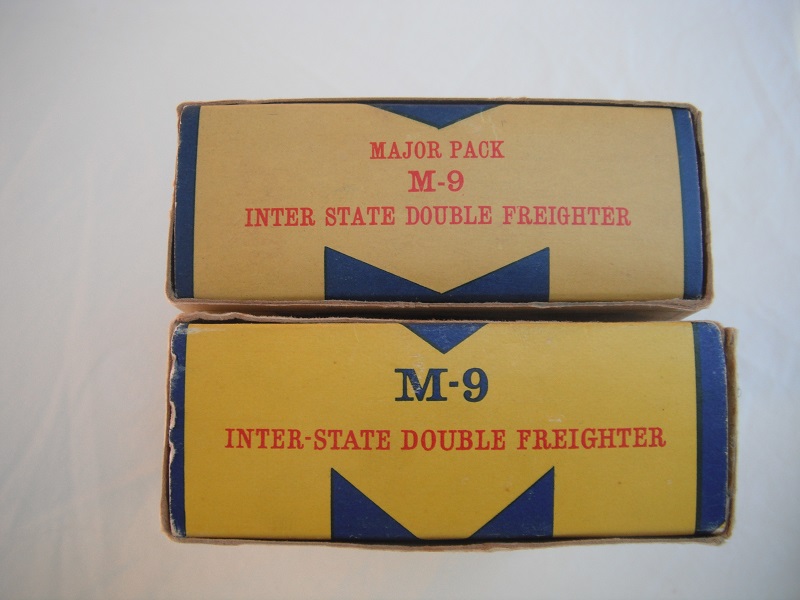 MAJOR PACK
M-9
INTER STATE DOUBLE FREIGHTER
M-9
INTER-STATE DOUBLE FREIGHTER